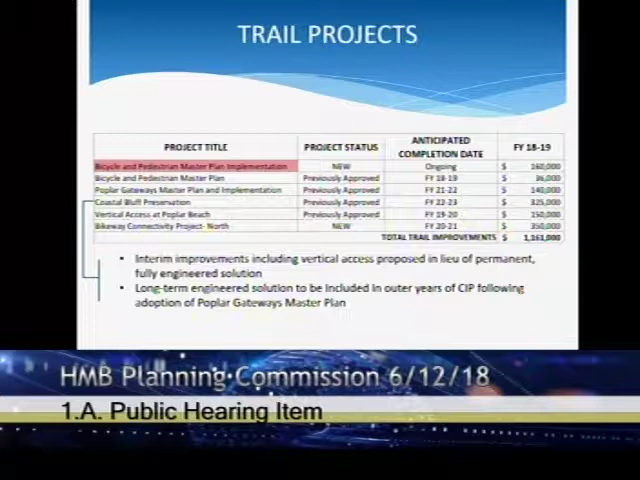 TRAIL PROJECTS
PROJECT TITLE PROJECT STATUS ANTICIPATED COMPLETION DATE FY 18-19
Bicycle and Pedestrian Master Plan Implementation NEW Ongoing $ 160,000
Bicycle and Pedestrian Master Plan Previously Approved FY 18-19 $ 36,000
Poplar Gateways Master Plan and Implementation Previously Approved FY 21-22 $ 140,000
Coastal Bluff Preservation Previously Approved FY 22-23 $ 325,000
Vertical Access at Poplar Beach Previously Approved FY 19-20 $ 150,000
Bikeway Connectivity Project- North NEW FY 20-21 $ 350,000
TOTAL TRAIL IMPROVEMENTS $ 1,161,000
• Interim improvements including vertical access proposed in lieu of permanent,
fully engineered solution
• Long-term engineered solution to be included in outer years of CIP following
adoption of Poplar Gateways Master Plan
HMB Planning Commission 6/12/18
1.A. Public Hearing Item